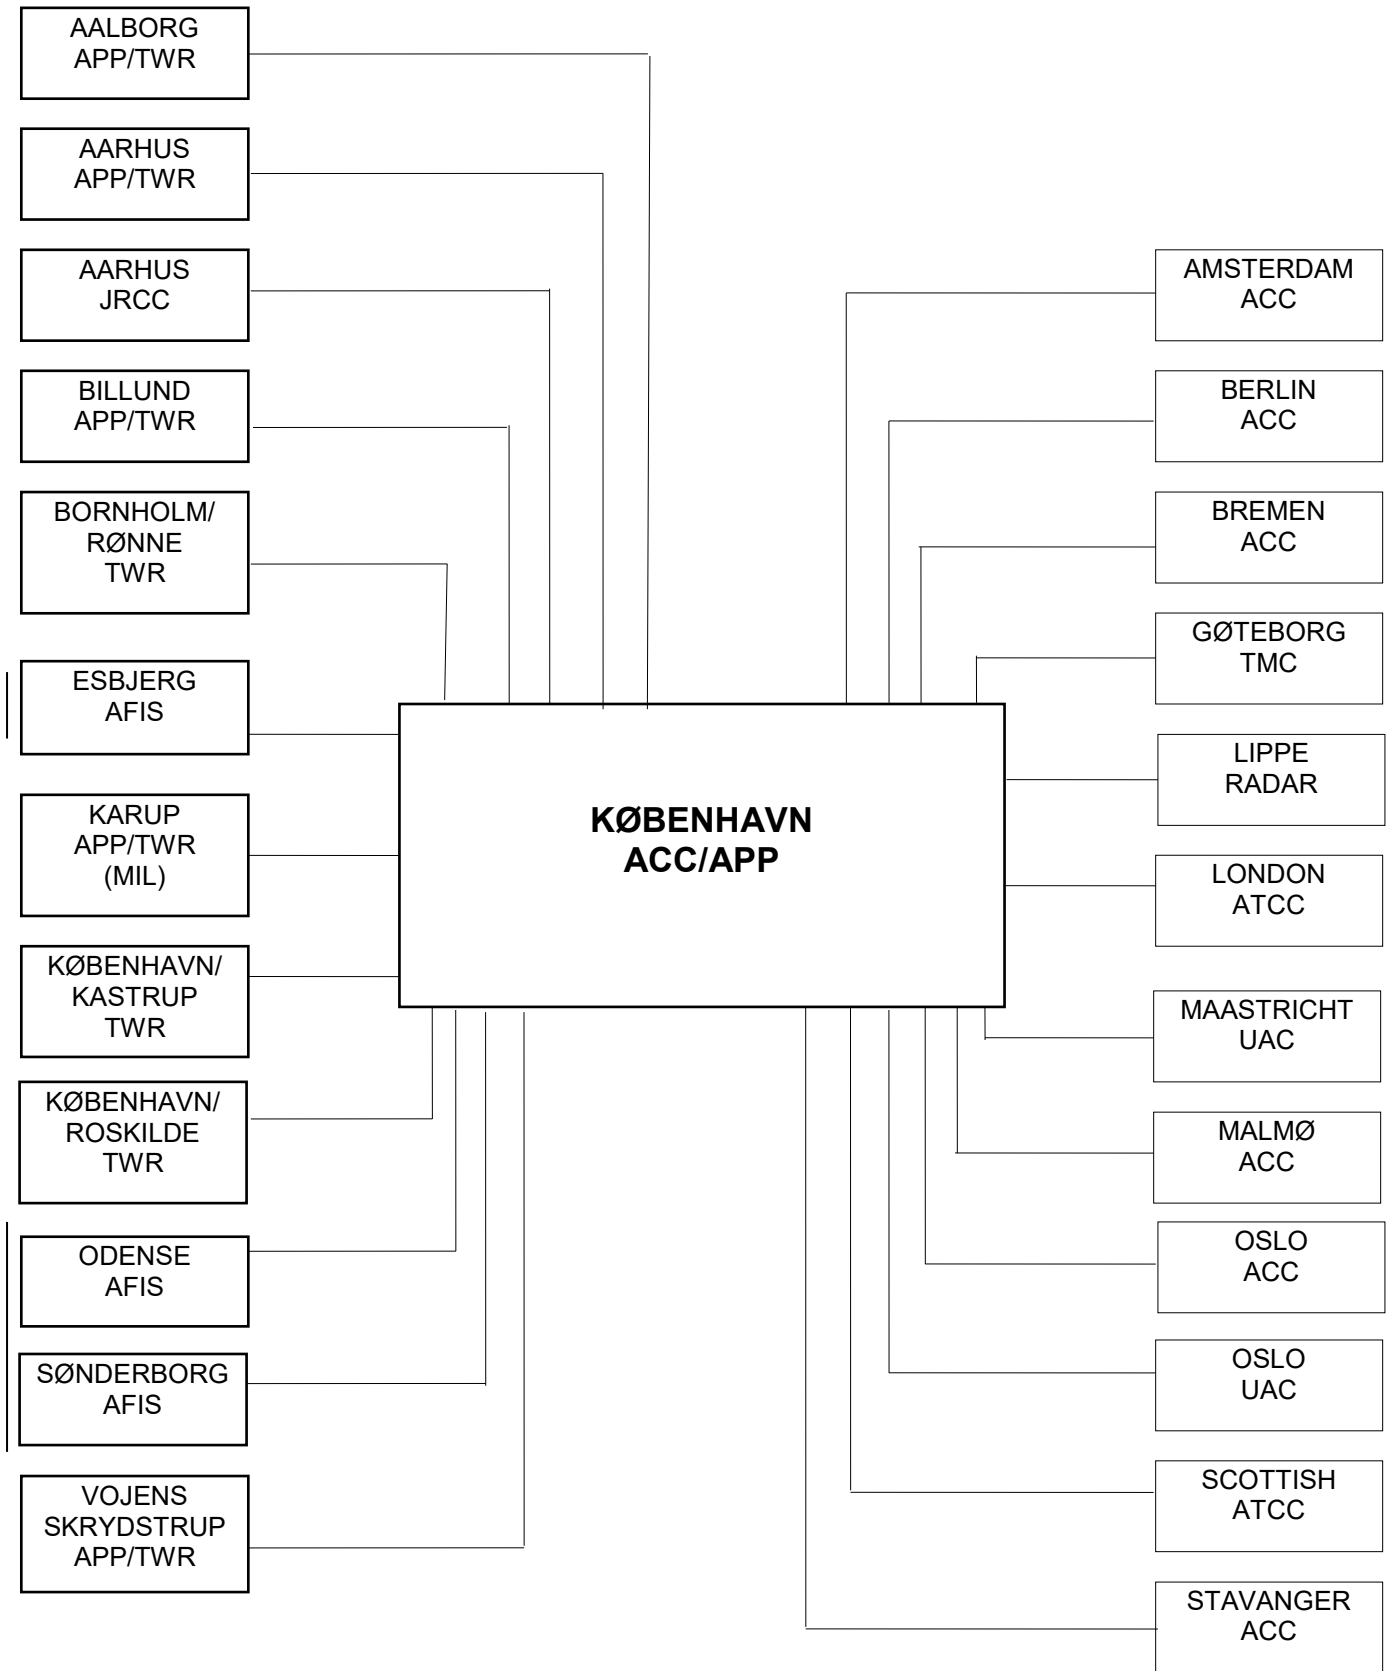 AALBORG
APP/TWR
AARHUS
APP/TWR
AARHUS
JRCC
BILLUND
APP/TWR
BORNHOLM/
RØNNE
TWR
ESBJERG
AFIS
KARUP
APP/TWR
(MIL)
KØBENHAVN/
KASTRUP
TWR
KØBENHAVN/
ROSKILDE
TWR
ODENSE
AFIS
SØNDERBORG
AFIS
VOJENS
SKRYDSTRUP
APP/TWR
KØBENHAVN
ACC/APP
AMSTERDAM
ACC
BERLIN
ACC
BREMEN
ACC
GØTEBORG
TMC
LIPPE
RADAR
LONDON
ATCC
MAASTRICHT
UAC
MALMØ
ACC
OSLO
ACC
OSLO
UAC
SCOTTISH
ATCC
STAVANGER
ACC